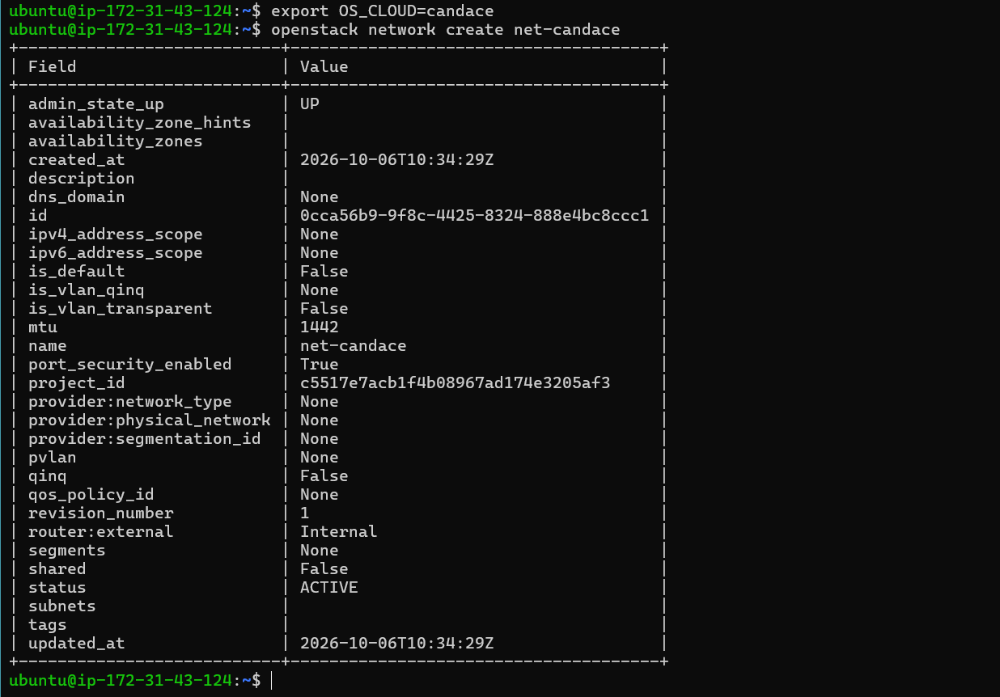 ubuntu@ip-172-31-43-124:~$ export OS_CLOUD=candace
ubuntu@ip-172-31-43-124:~$ openstack network create net-candace
+---------------------------+--------------------------------------+
| Field                     | Value                                |
+---------------------------+--------------------------------------+
| admin_state_up            | UP                                   |
| availability_zone_hints   |                                      |
| availability_zones        |                                      |
| created_at                | 2026-10-06T10:34:29Z                 |
| description               |                                      |
| dns_domain                | None                                 |
| id                        | 0cca56b9-9f8c-4425-8324-888e4bc8ccc1 |
| ipv4_address_scope        | None                                 |
| ipv6_address_scope        | None                                 |
| is_default                | False                                |
| is_vlan_qinq              | None                                 |
| is_vlan_transparent       | False                                |
| mtu                       | 1442                                 |
| name                      | net-candace                          |
| port_security_enabled     | True                                 |
| project_id                | c5517e7acb1f4b08967ad174e3205af3     |
| provider:network_type     | None                                 |
| provider:physical_network | None                                 |
| provider:segmentation_id  | None                                 |
| pvlan                     | None                                 |
| qinq                      | False                                |
| qos_policy_id             | None                                 |
| revision_number           | 1                                    |
| router:external           | Internal                             |
| segments                  | None                                 |
| shared                    | False                                |
| status                    | ACTIVE                               |
| subnets                   |                                      |
| tags                      |                                      |
| updated_at                | 2026-10-06T10:34:29Z                 |
+---------------------------+--------------------------------------+
ubuntu@ip-172-31-43-124:~$